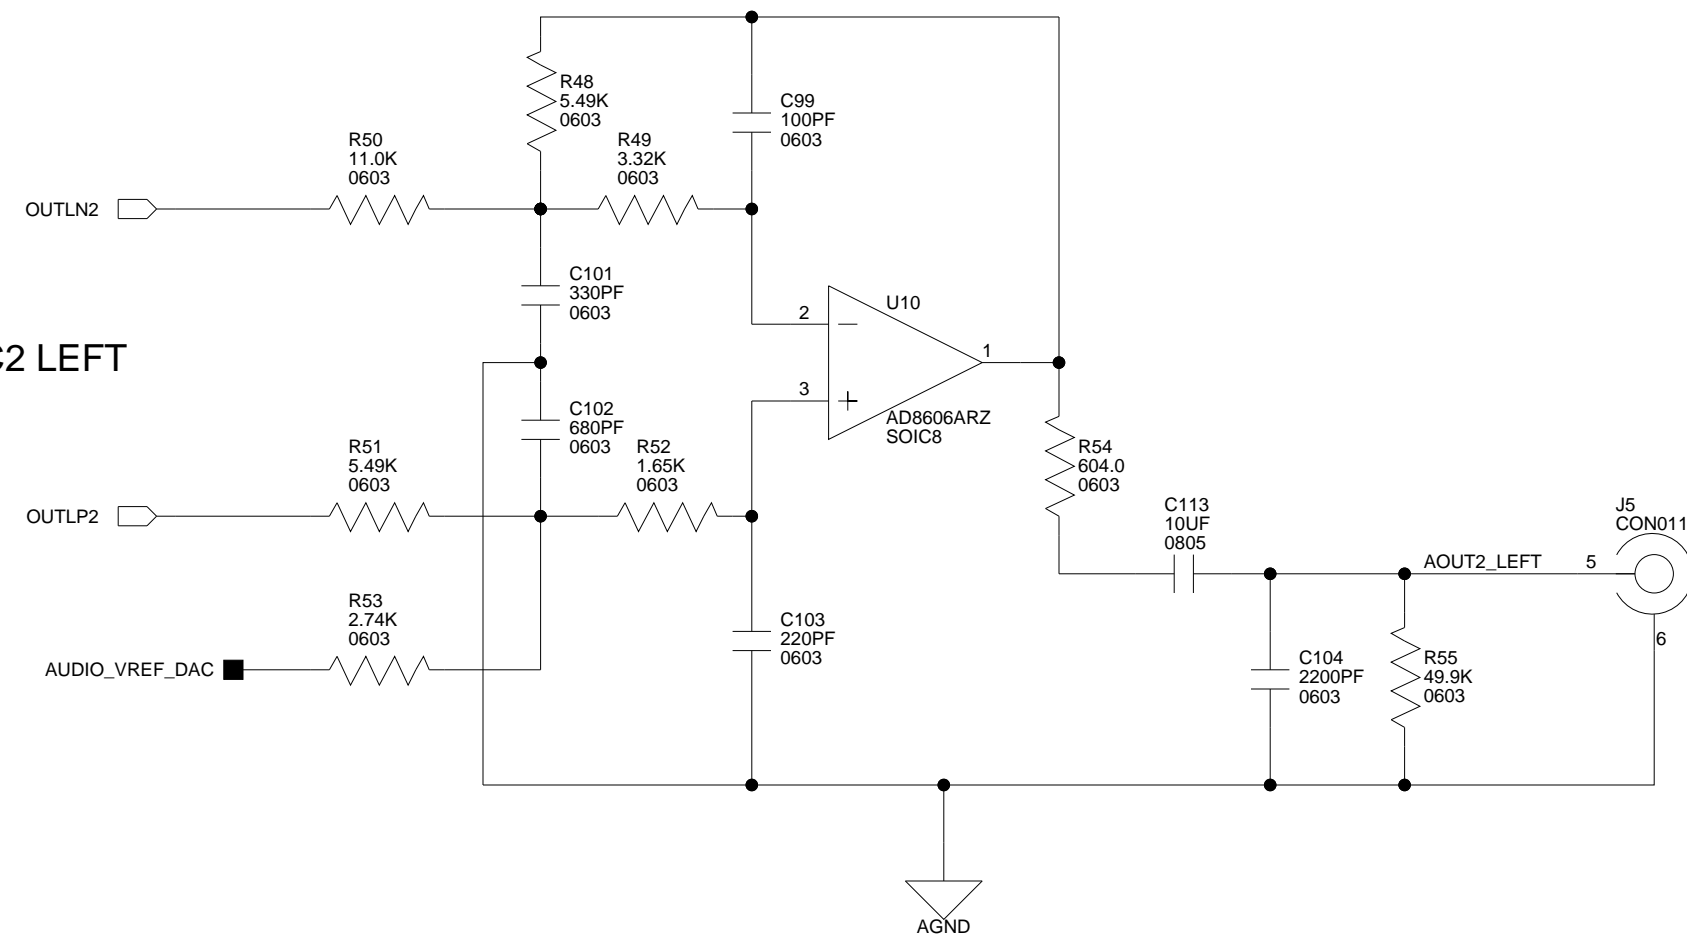 R48
5.49K
0603
C99
100PF
0603
R50
11.0K
0603
R49
3.32K
0603
OUTLN2
C101
330PF
0603
2
U10
1
C2 LEFT
3
C102
680PF
0603
AD8606ARZ
SOIC8
R51
5.49K
0603
R52
1.65K
0603
R54
604.0
0603
OUTLP2
C113
10UF
0805
J5
CON011
AOUT2_LEFT
5
R53
2.74K
0603
C103
220PF
0603
6
AUDIO_VREF_DAC
C104
2200PF
0603
R55
49.9K
0603
AGND